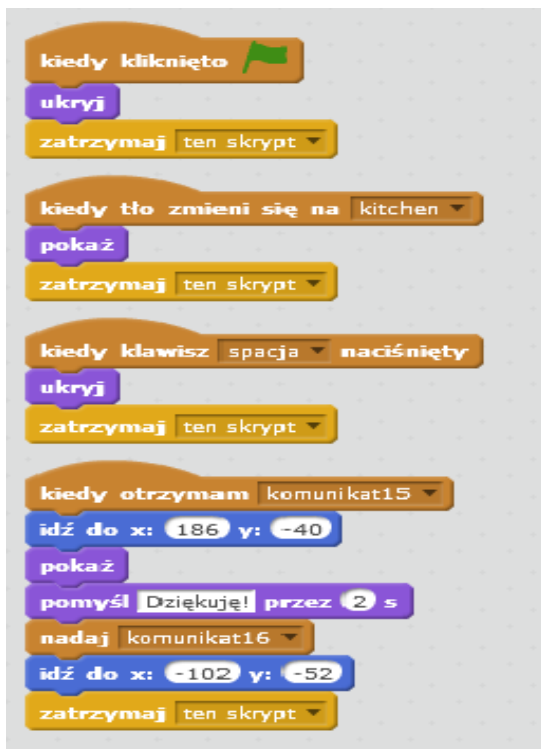 kiedy kliknięto
ukryj
zatrzymaj ten skrypt
kiedy tło zmieni się na kitchen
pokaż
zatrzymaj ten skrypt
kiedy klawisz spacja naciśnięty
ukryj
zatrzymaj ten skrypt
kiedy otrzymam komunikat15
idź do x: 186 y: -40
pokaż
pomyśl Dziękuję! przez 2 s
nadaj komunikat16
idź do x: -102 y: -52
zatrzymaj ten skrypt